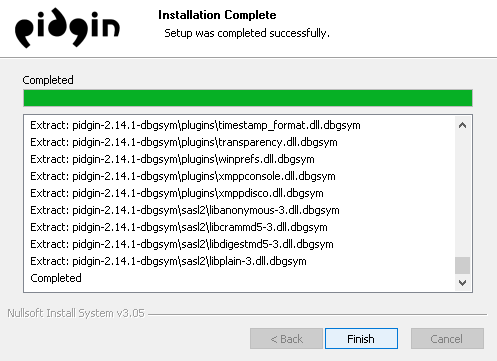 pidgin
Installation Complete
Setup was completed successfully.
Completed
Extract: pidgin-2.14.1-dbgsym\plugins\timestamp_format.dll.dbgsym
Extract: pidgin-2.14.1-dbgsym\plugins\transparency.dll.dbgsym
Extract: pidgin-2.14.1-dbgsym\plugins\winprefs.dll.dbgsym
Extract: pidgin-2.14.1-dbgsym\plugins\xmppconsole.dll.dbgsym
Extract: pidgin-2.14.1-dbgsym\plugins\xmppdisco.dll.dbgsym
Extract: pidgin-2.14.1-dbgsym\sasl2\libanonymous-3.dll.dbgsym
Extract: pidgin-2.14.1-dbgsym\sasl2\libcrammd5-3.dll.dbgsym
Extract: pidgin-2.14.1-dbgsym\sasl2\libdigestmd5-3.dll.dbgsym
Extract: pidgin-2.14.1-dbgsym\sasl2\libplain-3.dll.dbgsym
Completed
Nullsoft Install System v3.05
< Back
Finish
Cancel